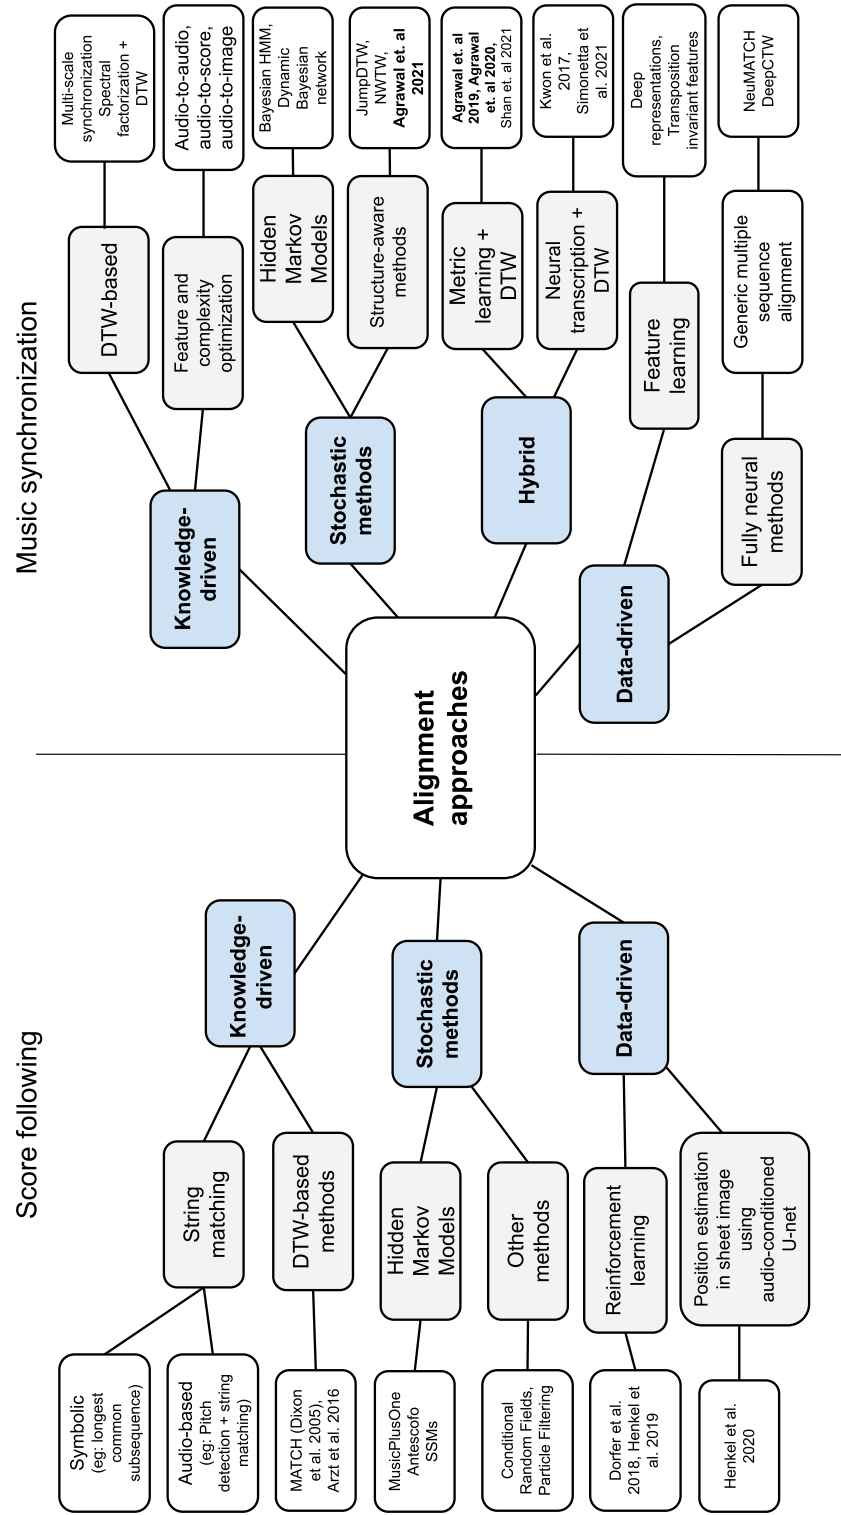 Score following
Music synchronization
Alignment
approaches
Knowledge-
driven
String
matching
Symbolic
(eg: longest
common
subsequence)
Audio-based
(eg: Pitch
detection + string
matching)
DTW-based
methods
MATCH (Dixon
et al. 2005),
Arzt et al. 2016
Stochastic
methods
Hidden
Markov
Models
MusicPlusOne
Antescofo
SSMs
Other
methods
Conditional
Random Fields,
Particle Filtering
Data-driven
Reinforcement
learning
Dorfer et al.
2018, Henkel et
al. 2019
Position estimation
in sheet image
using
audio-conditioned
U-net
Henkel et al.
2020
Knowledge-
driven
DTW-based
Multi-scale
synchronization
Spectral
factorization +
DTW
Feature and
complexity
optimization
Audio-to-audio,
audio-to-score,
audio-to-image
Stochastic
methods
Hidden
Markov
Models
Bayesian HMM,
Dynamic
Bayesian
network
Structure-aware
methods
JumpDTW,
NWTW,
Agrawal et. al
2021
Hybrid
Metric
learning +
DTW
Agrawal et. al
2019, Agrawal
et. al 2020,
Shan et. al 2021
Neural
transcription +
DTW
Kwon et al.
2017,
Simonetta et
al. 2021
Data-driven
Feature
learning
Deep
representations,
Transposition
invariant features
Fully neural
methods
Generic multiple
sequence
alignment
NeuMATCH
DeepCTW